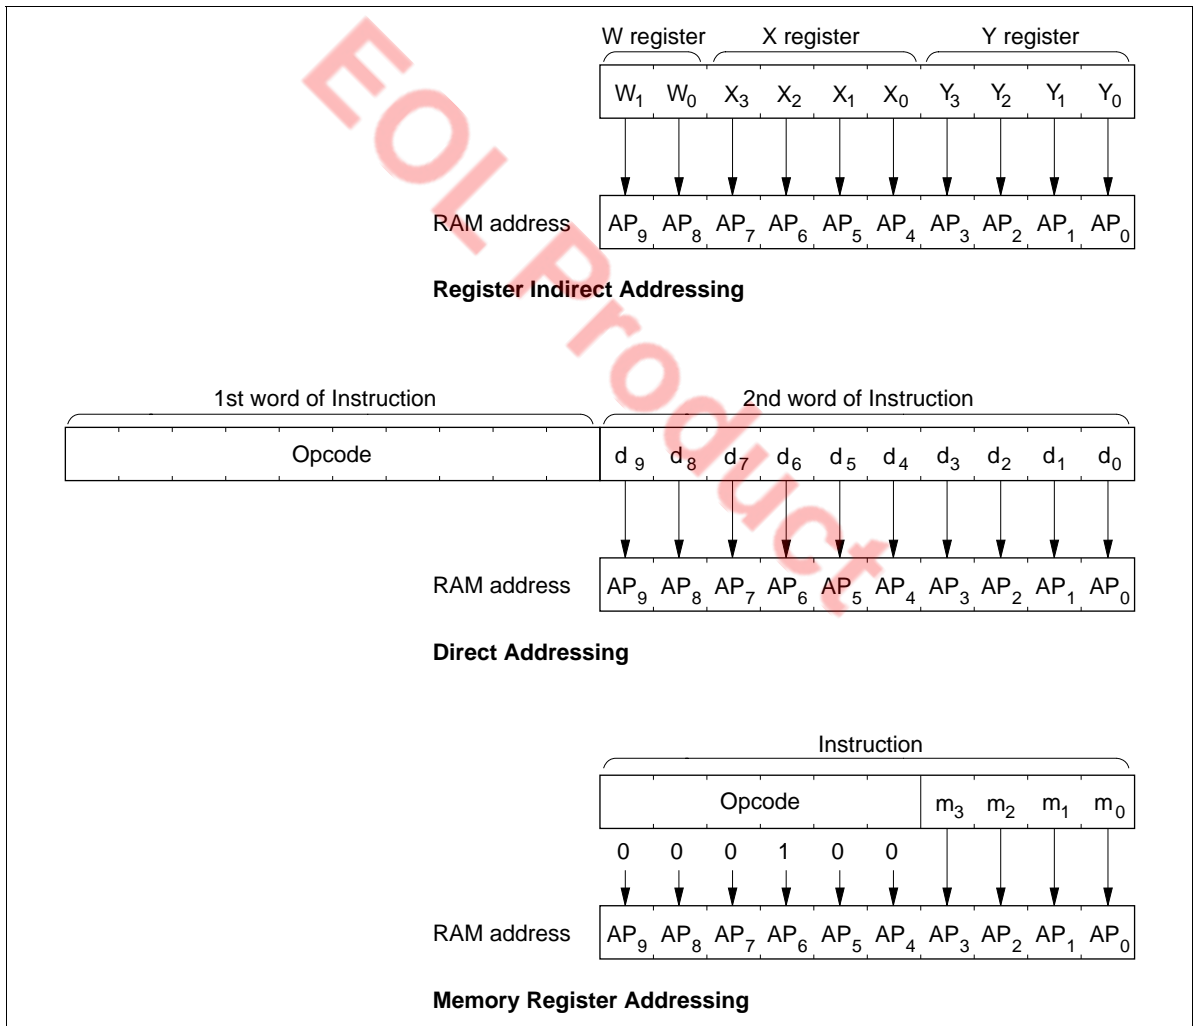 W register X register Y register
W1 W0 X3 X2 X1 X0 Y3 Y2 Y1 Y0
RAM address AP9 AP8 AP7 AP6 AP5 AP4 AP3 AP2 AP1 AP0
Register Indirect Addressing
1st word of Instruction 2nd word of Instruction
Opcode d9 d8 d7 d6 d5 d4 d3 d2 d1 d0
RAM address AP9 AP8 AP7 AP6 AP5 AP4 AP3 AP2 AP1 AP0
Direct Addressing
Instruction
Opcode m3 m2 m1 m0
0 0 0 1 0 0
RAM address AP9 AP8 AP7 AP6 AP5 AP4 AP3 AP2 AP1 AP0
Memory Register Addressing
EOL Product